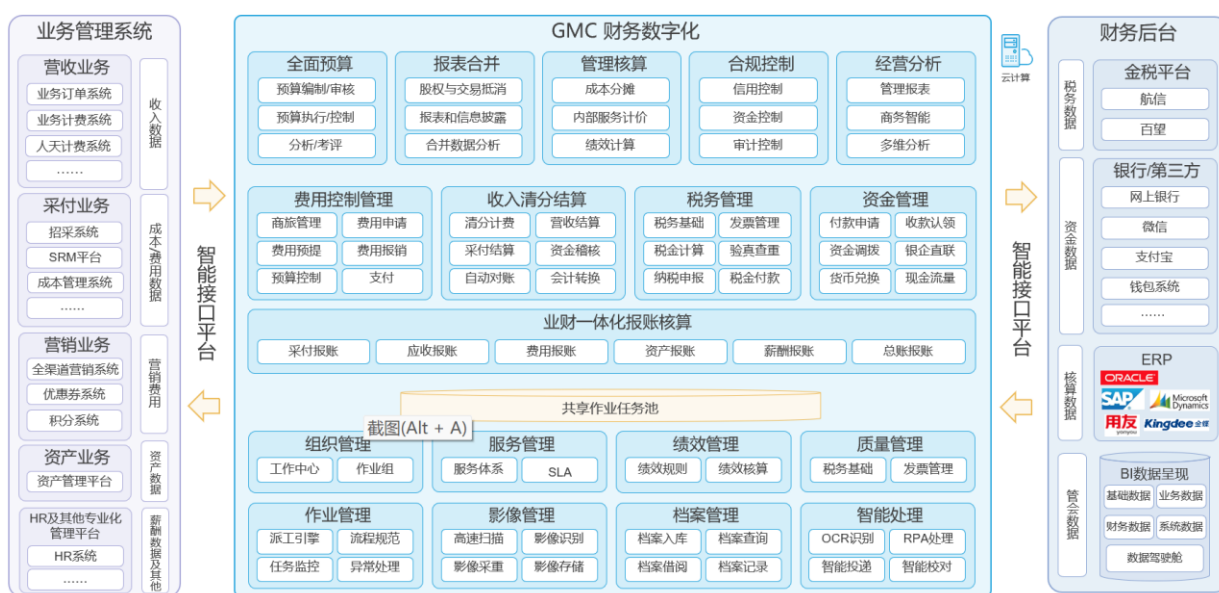 业务管理系统
营收业务
业务订单系统
业务计费系统
人天计费系统
……
收入数据
采付业务
招采系统
SRM平台
成本管理系统
……
成本/费用数据
营销业务
全渠道营销系统
优惠券系统
积分系统
营销费用
资产业务
资产管理平台
资产数据
HR及其他专业化
管理平台
HR系统
……
薪酬数据及其他
智能接口平台
GMC 财务数字化
全面预算
预算编制/审核
预算执行/控制
分析/考评
报表合并
股权与交易抵消
报表和信息披露
合并数据分析
管理核算
成本分摊
内部服务计价
绩效计算
合规控制
信用控制
资金控制
审计控制
经营分析
管理报表
商务智能
多维分析
费用控制管理
商旅管理 费用申请
费用预提 费用报销
预算控制 支付
收入清分结算
清分计费 营收结算
采付结算 资金稽核
自动对账 会计转换
税务管理
税务基础 发票管理
税金计算 验真查重
纳税申报 税金付款
资金管理
付款申请 收款认领
资金调拨 银企直联
货币兑换 现金流量
业财一体化报账核算
采付报账 应收报账 费用报账 资产报账 薪酬报账 总账报账
共享作业任务池
截图(Alt + A)
组织管理
工作中心 作业组
服务管理
服务体系 SLA
绩效管理
绩效规则 绩效核算
质量管理
税务基础 发票管理
作业管理
派工引擎 流程规范
任务监控 异常处理
影像管理
高速扫描 影像识别
影像采重 影像存储
档案管理
档案入库 档案查询
档案借阅 档案记录
智能处理
OCR识别 RPA处理
智能投递 智能校对
云计算
智能接口平台
财务后台
税务数据
金税平台
航信
百望
资金数据
银行/第三方
网上银行
微信
支付宝
钱包系统
……
核算数据
ERP
ORACLE
SAP
Microsoft
Dynamics
用友
yonyou
Kingdee 金蝶
管会数据
BI数据呈现
基础数据 业务数据
财务数据 系统数据
数据驾驶舱